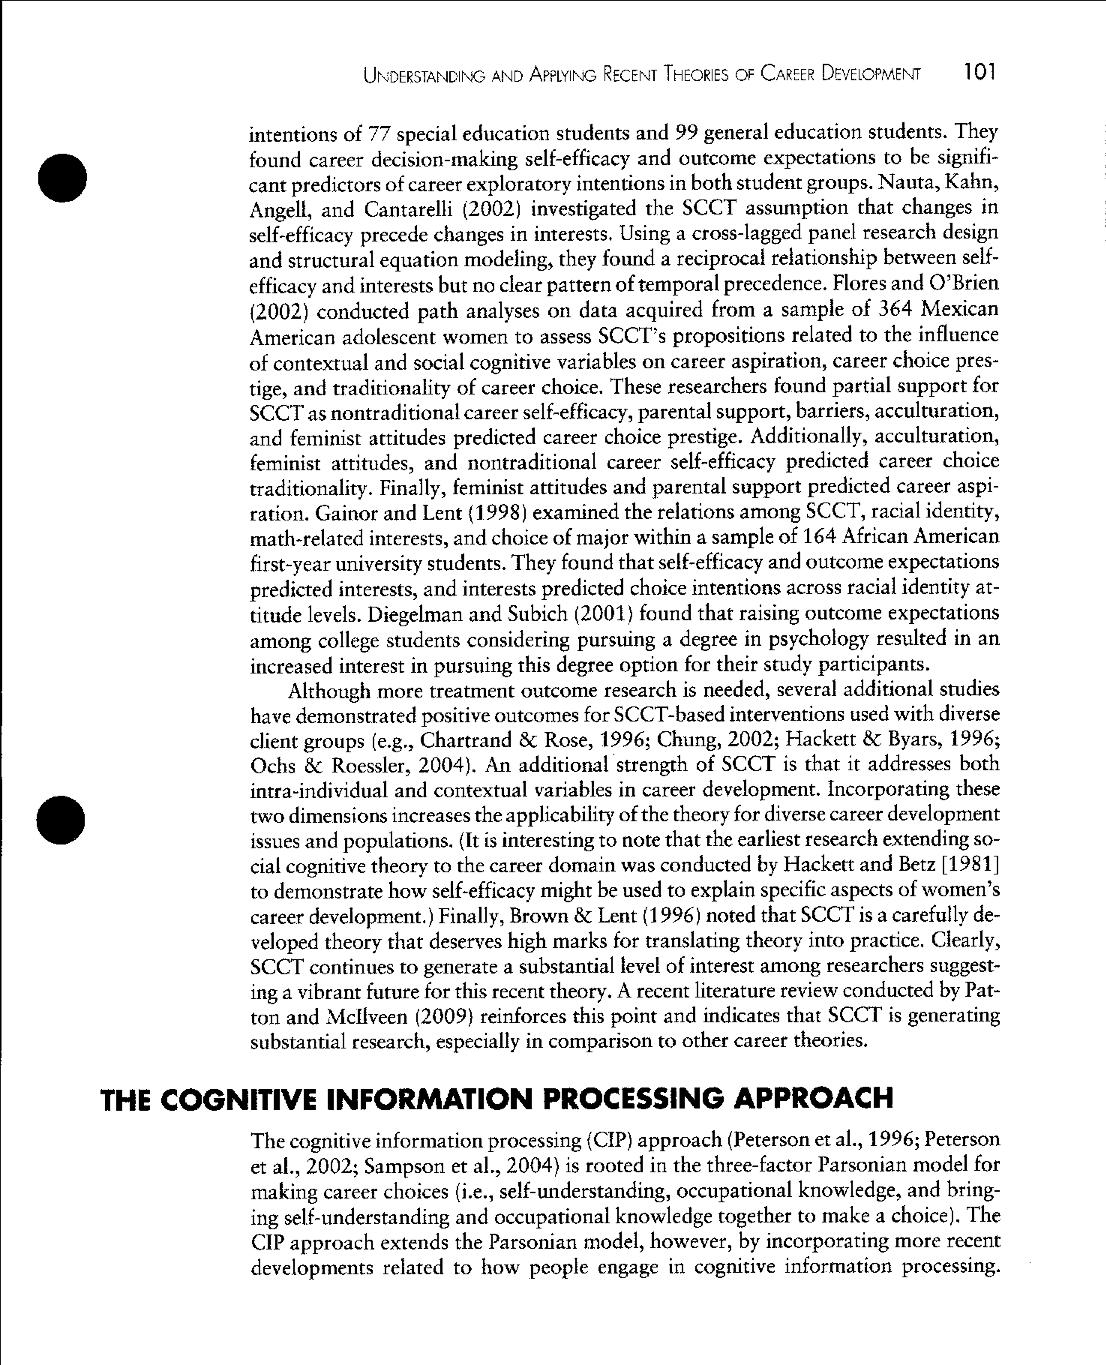 UNDERSTANDING AND APPLYING RECENT THEORIES OF CAREER DEVELOPMENT 101
intentions of 77 special education students and 99 general education students. They
found career decision-making self-efficacy and outcome expectations to be signifi-
cant predictors of career exploratory intentions in both student groups. Nauta, Kahn,
Angell, and Cantarelli (2002) investigated the SCCT assumption that changes in
self-efficacy precede changes in interests. Using a cross-lagged panel research design
and structural equation modeling, they found a reciprocal relationship between self-
efficacy and interests but no clear pattern of temporal precedence. Flores and O'Brien
(2002) conducted path analyses on data acquired from a sample of 364 Mexican
American adolescent women to assess SCCT's propositions related to the influence
of contextual and social cognitive variables on career aspiration, career choice pres-
tige, and traditionality of career choice. These researchers found partial support for
SCCT as nontraditional career self-efficacy, parental support, barriers, acculturation,
and feminist attitudes predicted career choice prestige. Additionally, acculturation,
feminist attitudes, and nontraditional career self-efficacy predicted career choice
traditionality. Finally, feminist attitudes and parental support predicted career aspi-
ration. Gainor and Lent (1998) examined the relations among SCCT, racial identity,
math-related interests, and choice of major within a sample of 164 African American
first-year university students. They found that self-efficacy and outcome expectations
predicted interests, and interests predicted choice intentions across racial identity at-
titude levels. Diegelman and Subich (2001) found that raising outcome expectations
among college students considering pursuing a degree in psychology resulted in an
increased interest in pursuing this degree option for their study participants.
Although more treatment outcome research is needed, several additional studies
have demonstrated positive outcomes for SCCT-based interventions used with diverse
client groups (e.g., Chartrand & Rose, 1996; Chung, 2002; Hackett & Byars, 1996;
Ochs & Roessler, 2004). An additional strength of SCCT is that it addresses both
intra-individual and contextual variables in career development. Incorporating these
two dimensions increases the applicability of the theory for diverse career development
issues and populations. (It is interesting to note that the earliest research extending so-
cial cognitive theory to the career domain was conducted by Hackett and Betz [1981]
to demonstrate how self-efficacy might be used to explain specific aspects of women's
career development.) Finally, Brown & Lent (1996) noted that SCCT is a carefully de-
veloped theory that deserves high marks for translating theory into practice. Clearly,
SCCT continues to generate a substantial level of interest among researchers suggest-
ing a vibrant future for this recent theory. A recent literature review conducted by Pat-
ton and McIlveen (2009) reinforces this point and indicates that SCCT is generating
substantial research, especially in comparison to other career theories.
THE COGNITIVE INFORMATION PROCESSING APPROACH
The cognitive information processing (CIP) approach (Peterson et al., 1996; Peterson
et al., 2002; Sampson et al., 2004) is rooted in the three-factor Parsonian model for
making career choices (i.e., self-understanding, occupational knowledge, and bring-
ing self-understanding and occupational knowledge together to make a choice). The
CIP approach extends the Parsonian model, however, by incorporating more recent
developments related to how people engage in cognitive information processing.